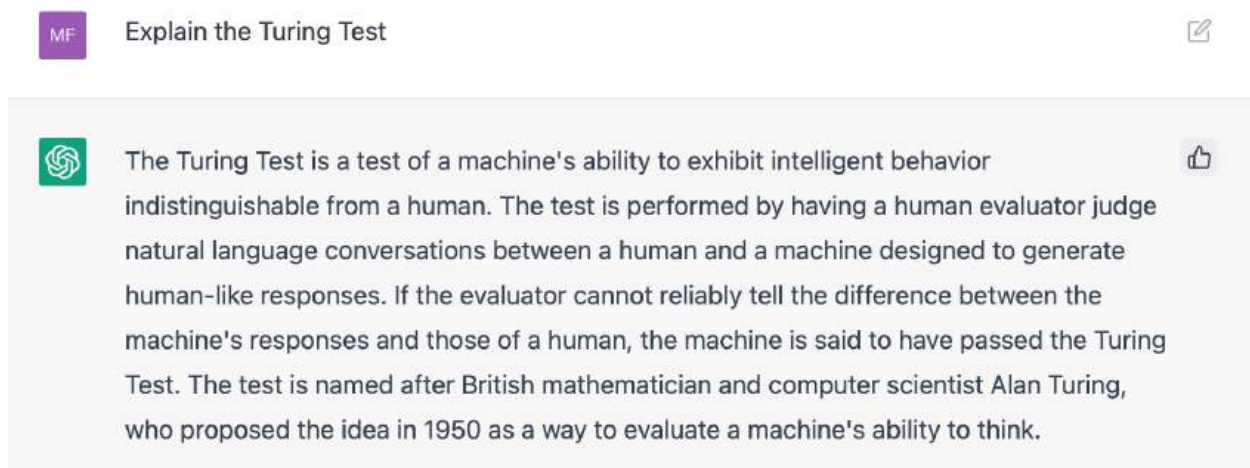 MF
Explain the Turing Test
The Turing Test is a test of a machine's ability to exhibit intelligent behavior
indistinguishable from a human. The test is performed by having a human evaluator judge
natural language conversations between a human and a machine designed to generate
human-like responses. If the evaluator cannot reliably tell the difference between the
machine's responses and those of a human, the machine is said to have passed the Turing
Test. The test is named after British mathematician and computer scientist Alan Turing,
who proposed the idea in 1950 as a way to evaluate a machine's ability to think.